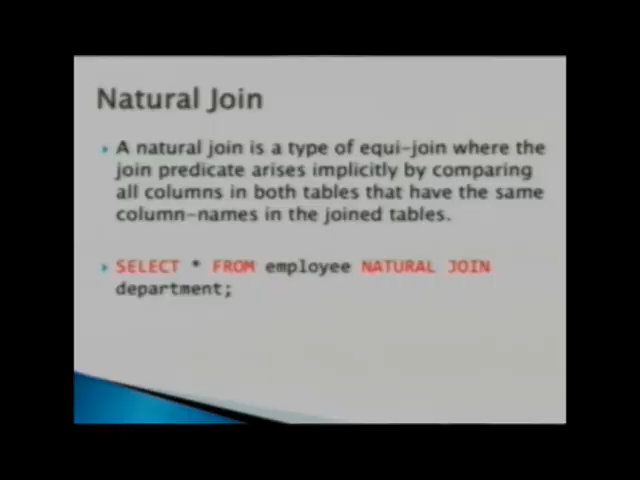 Natural Join
A natural join is a type of equi-join where the
join predicate arises implicitly by comparing
all columns in both tables that have the same
column-names in the joined tables.
SELECT * FROM employee NATURAL JOIN
department;